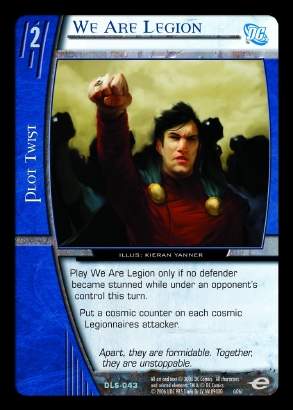 2
We Are Legion
DC
Plot Twist
ILLUS: KIERAN YANNER
Play We Are Legion only if no defender
became stunned while under an opponent's
control this turn.
Put a cosmic counter on each cosmic
Legionnaires attacker.
Apart, they are formidable. Together,
they are unstoppable.
DLS-043